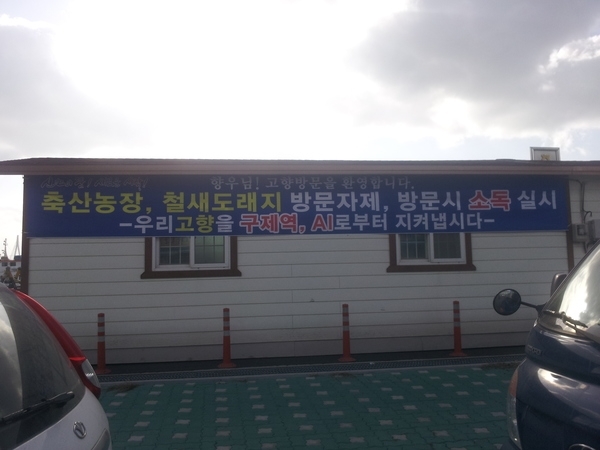 향우님! 고향방문을 환영합니다.
축산농장, 철새도래지 방문자제, 방문시 소독 실시
-우리고향을 구제역, AI로부터 지켜냅시다-